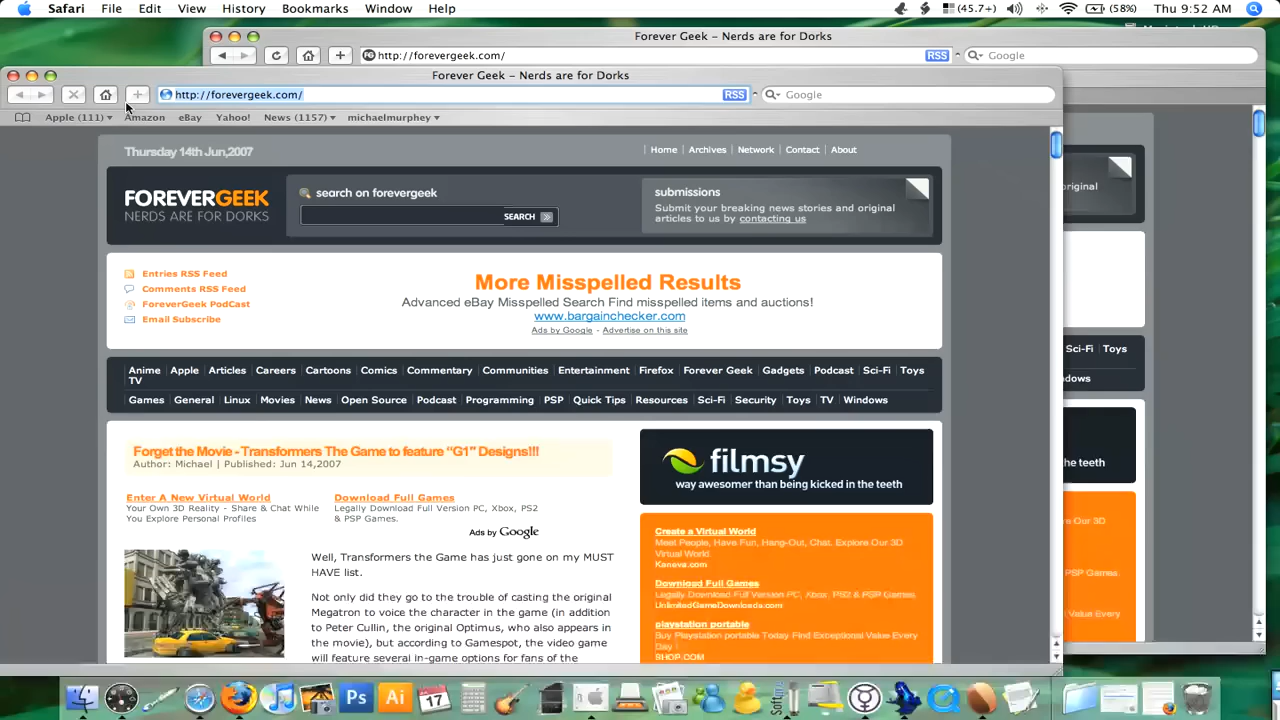 Safari File Edit View History Bookmarks Window Help (45.7+) (58%) Thu 9:52 AM
Forever Geek – Nerds are for Dorks
http://forevergeek.com/ RSS Google
Forever Geek – Nerds are for Dorks
http://forevergeek.com/ RSS Google
Apple (111) Amazon eBay Yahoo! News (1157) michaelmurphey
Thursday 14th Jun,2007
Home Archives Network Contact About
FOREVERGEEK
NERDS ARE FOR DORKS
search on forevergeek
SEARCH
submissions
Submit your breaking news stories and original
articles to us by contacting us
original
Entries RSS Feed
Comments RSS Feed
ForeverGeek PodCast
Email Subscribe
More Misspelled Results
Advanced eBay Misspelled Search Find misspelled items and auctions!
www.bargainchecker.com
Ads by Google - Advertise on this site
Anime Apple Articles Careers Cartoons Comics Commentary Communities Entertainment Firefox Forever Geek Gadgets Podcast Sci-Fi Toys
TV
Games General Linux Movies News Open Source Podcast Programming PSP Quick Tips Resources Sci-Fi Security Toys TV Windows
Sci-Fi Toys
Forget the Movie - Transformers The Game to feature “G1” Designs!!!
Author: Michael | Published: Jun 14,2007
Enter A New Virtual World
Your Own 3D Reality - Share & Chat While
You Explore Personal Profiles
Download Full Games
Legally Download Full Version PC, Xbox, PS2
& PSP Games.
Ads by Google
Well, Transformers the Game has just gone on my MUST
HAVE list.
Not only did they go to the trouble of casting the original
Megatron to voice the character in the game (in addition
to Peter Cullin, the original Optimus, who also appears in
the movie), but according to Gamespot, the video game
will feature several in-game options for fans of the
filmsy
way awesomer than being kicked in the teeth
Create a Virtual World
Meet People, Have Fun, Hang-Out, Chat. Explore Our 3D
Virtual World.
Kaneva.com
Download Full Games
Legally Download Full Version PC, Xbox, PS2 & PSP Games.
UnlimitedGameDownloads.com
playstation portable
Buy Playstation portable Today Find Exceptional Value Every
Day !
SHOP.COM
the teeth
Our 3D
PSP Games.
Value Every
Ps Ai 7